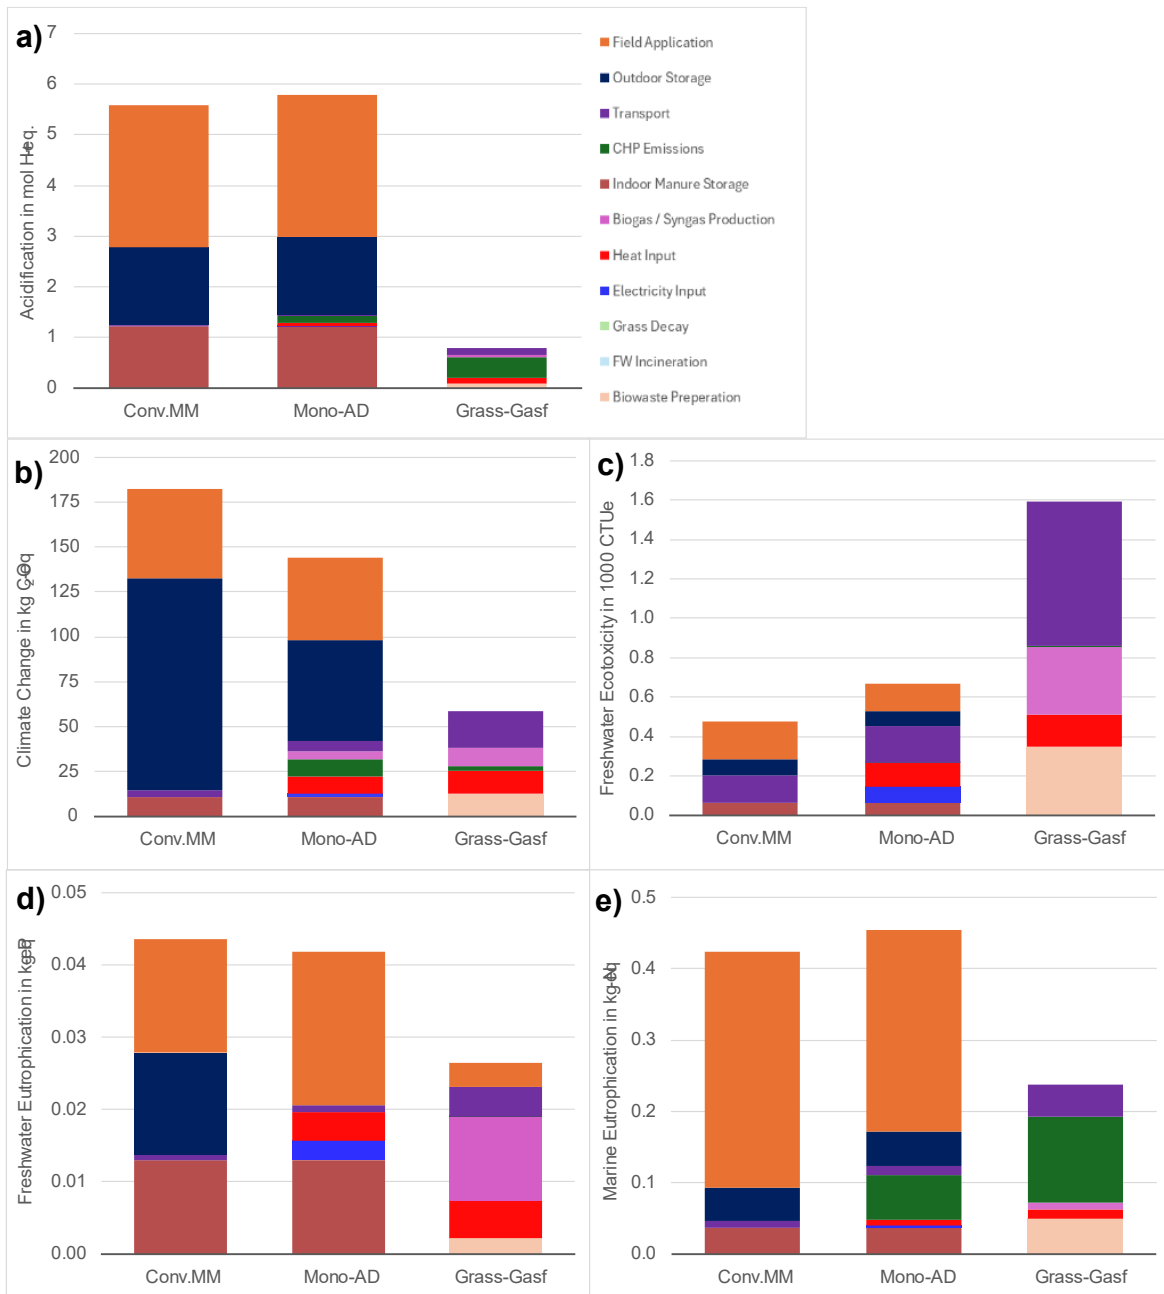 a)
7
6
5
4
3
2
1
0
Acidification in mol H+eq.
Conv.MM
Mono-AD
Grass-Gasf
Field Application
Outdoor Storage
Transport
CHP Emissions
Indoor Manure Storage
Biogas / Syngas Production
Heat Input
Electricity Input
Grass Decay
FW Incineration
Biowaste Preperation
b)
200
175
150
125
100
75
50
25
0
Climate Change in kg CO₂eq
Conv.MM
Mono-AD
Grass-Gasf
c)
1.8
1.6
1.4
1.2
1.0
0.8
0.6
0.4
0.2
0.0
Freshwater Ecotoxicity in 1000 CTUe
Conv.MM
Mono-AD
Grass-Gasf
d)
0.05
0.04
0.03
0.02
0.01
0.00
Freshwater Eutrophication in kg
Conv.MM
Mono-AD
Grass-Gasf
e)
0.5
0.4
0.3
0.2
0.1
0.0
Marine Eutrophication in kg
Conv.MM
Mono-AD
Grass-Gasf